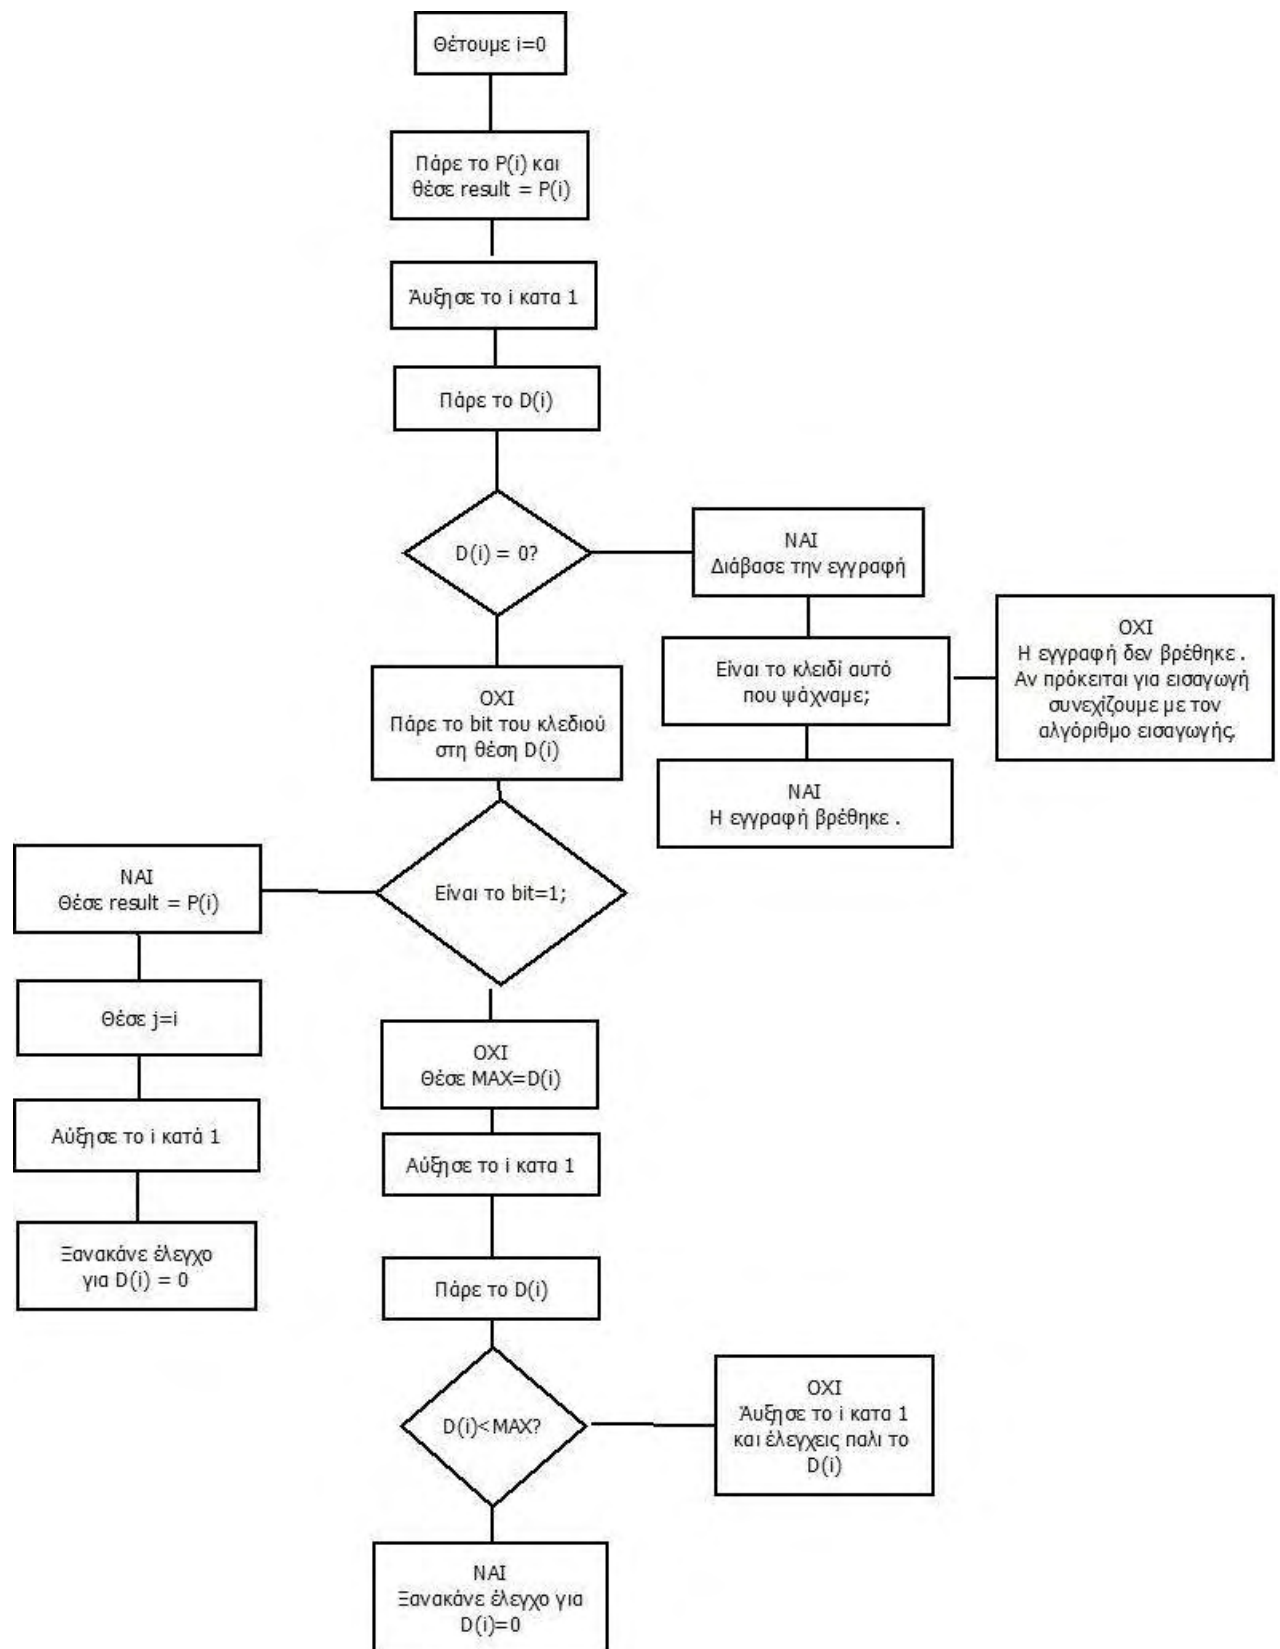 Θέτουμε i=0
Πάρε το P(i) και
θέσε result = P(i)
Άυξησε το i κατα 1
Πάρε το D(i)
D(i) = 0?
ΝΑΙ
Διάβασε την εγγραφή
Είναι το κλειδί αυτό
που ψάχναμε;
ΟΧΙ
Η εγγραφή δεν βρέθηκε .
Αν πρόκειται για εισαγωγή
συνεχίζουμε με τον
αλγόριθμο εισαγωγής.
ΝΑΙ
Η εγγραφή βρέθηκε .
ΟΧΙ
Πάρε το bit του κλεδιού
στη θέση D(i)
Είναι το bit=1;
ΝΑΙ
Θέσε result = P(i)
Θέσε j=i
Αύξησε το i κατά 1
Ξανακάνε έλεγχο
για D(i) = 0
ΟΧΙ
Θέσε MAX=D(i)
Αύξησε το i κατα 1
Πάρε το D(i)
D(i)<MAX?
ΟΧΙ
Άυξησε το i κατα 1
και έλεγχεις παλι το
D(i)
ΝΑΙ
Ξανακάνε έλεγχο για
D(i)=0